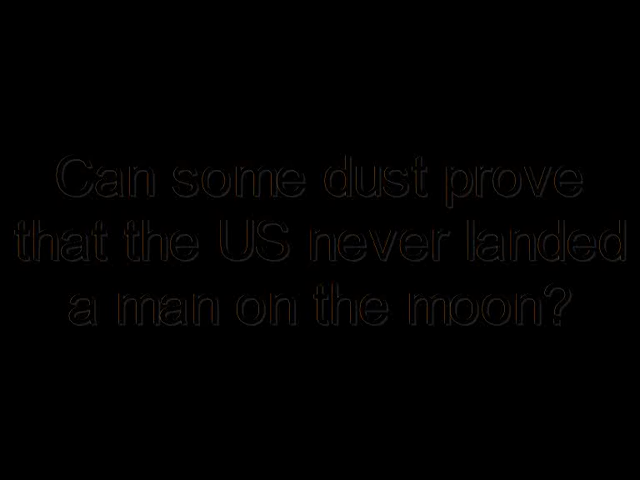 Can some dust prove
that the US never landed
a man on the moon?